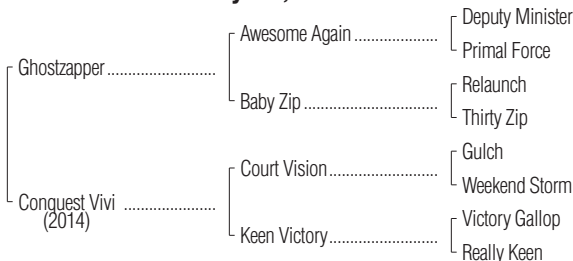 Deputy Minister
Awesome Again ...................
Primal Force
Ghostzapper .........................
Relaunch
Baby Zip ..............................
Thirty Zip
Gulch
Court Vision .........................
Weekend Storm
Conquest Vivi .....................
(2014)
Victory Gallop
Keen Victory .........................
Really Keen